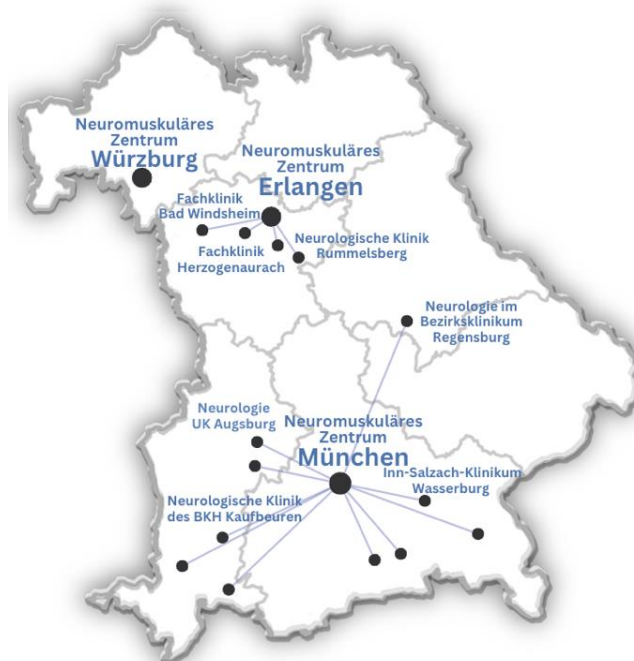 Neuromuskuläres
Zentrum
Würzburg
Neuromuskuläres
Zentrum
Erlangen
Fachklinik
Bad Windsheim
Fachklinik
Herzogenaurach
Neurologische Klinik
Rummelsberg
Neurologie im
Bezirksklinikum
Regensburg
Neurologie
UK Augsburg
Neuromuskuläres
Zentrum
München
Inn-Salzach-Klinikum
Wasserburg
Neurologische Klinik
des BKH Kaufbeuren